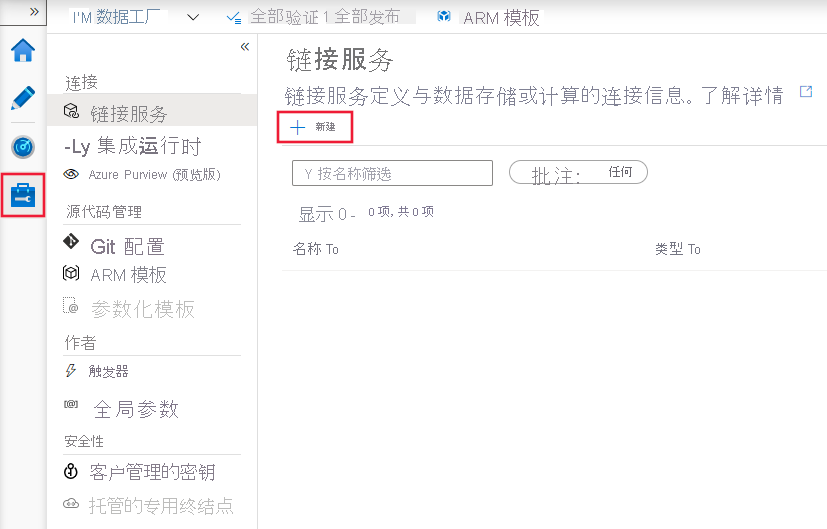 »
I'M 数据工厂
全部验证 1 全部发布
ARM 模板
«
连接
链接服务
-Ly 集成运行时
Azure Purview (预览版)
源代码管理
Git 配置
ARM 模板
参数化模板
作者
触发器
全局参数
安全性
客户管理的密钥
托管的专用终结点
链接服务
链接服务定义与数据存储或计算的连接信息。了解详情
新建
Y 按名称筛选
批注: 任何
显示 0 - 0 项, 共 0 项
名称 To 类型 To